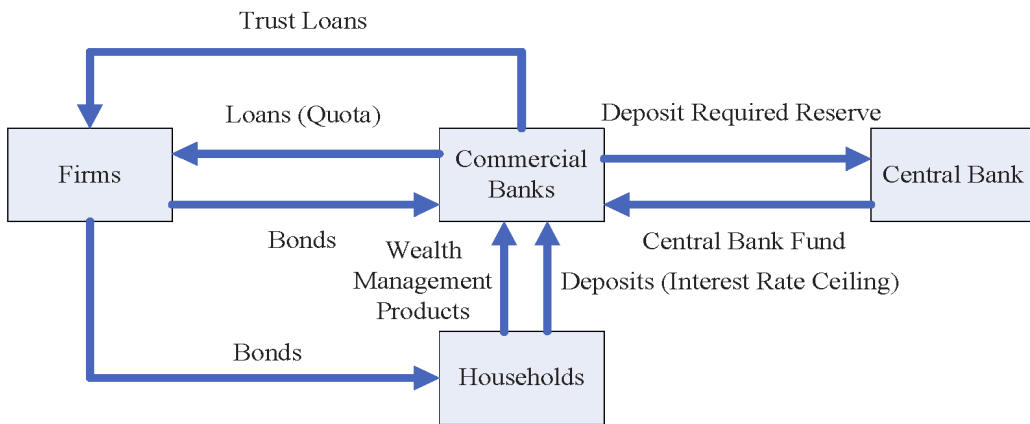 Trust Loans
Loans (Quota)
Deposit Required Reserve
Firms
Commercial
Banks
Central Bank
Bonds
Wealth
Management
Products
Central Bank Fund
Deposits (Interest Rate Ceiling)
Bonds
Households